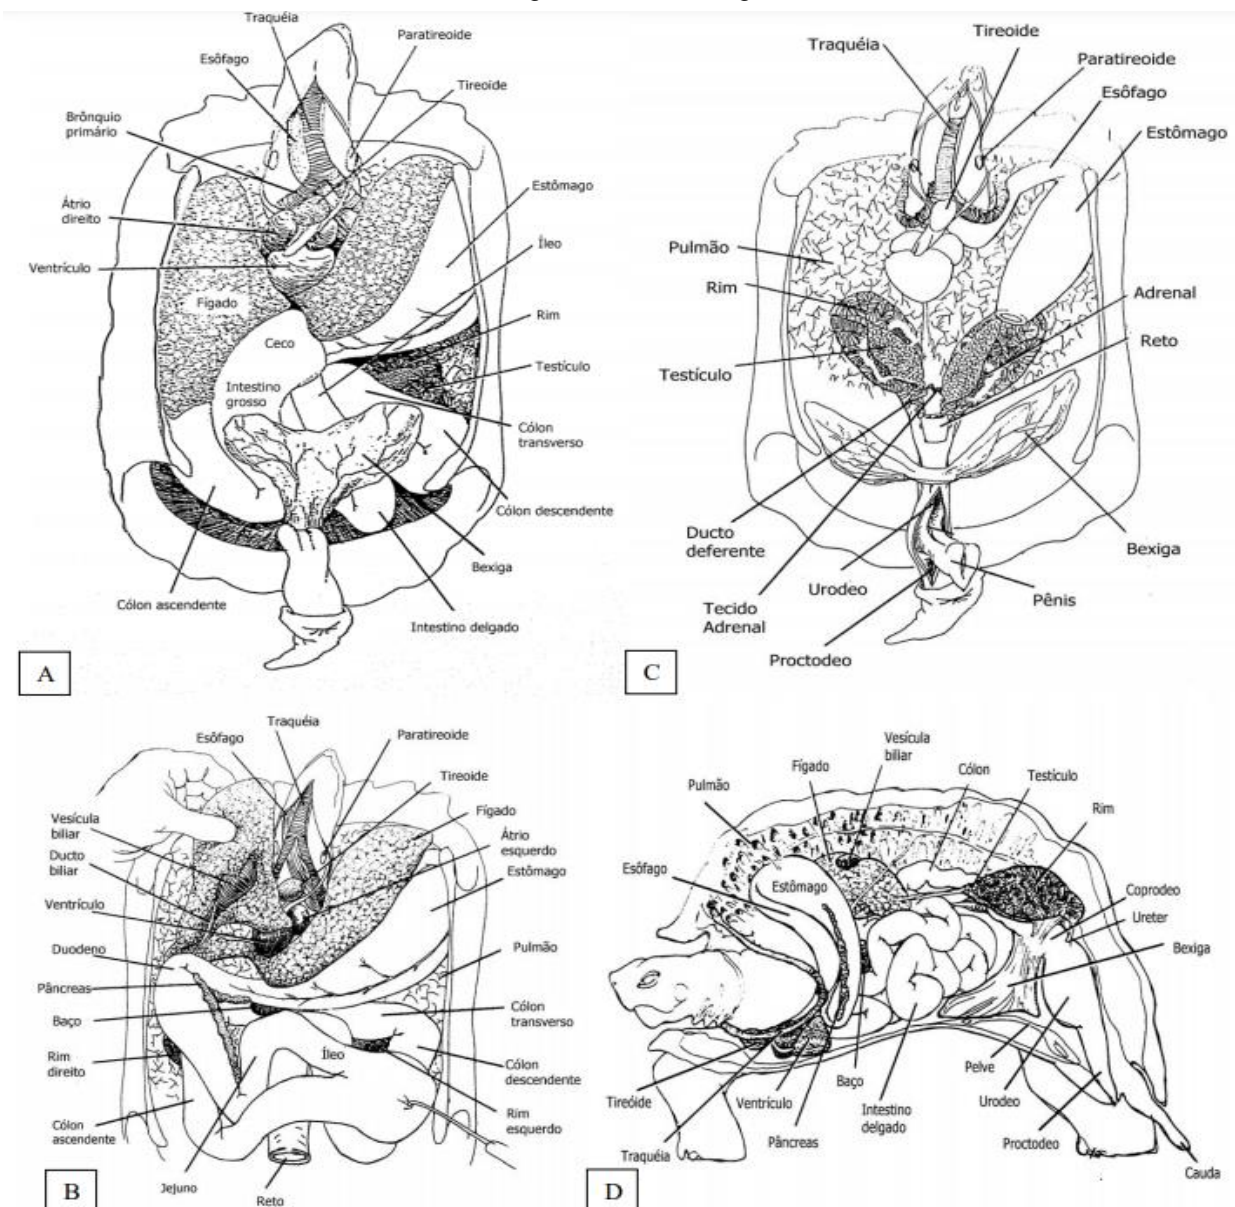 Traquéia
Paratireoide
Esôfago
Tireoide
Brônquio
primário
Estômago
Átrio
direito
Íleo
Ventrículo
Fígado
Rim
Ceco
Testículo
Intestino
grosso
Cólon
transverso
Cólon descendente
Bexiga
Cólon ascendente
Intestino delgado
A
Tireoide
Traquéia
Paratireoide
Esôfago
Estômago
Pulmão
Rim
Adrenal
Reto
Testículo
Ducto
deferente
Bexiga
Urodeo
Pênis
Tecido
Adrenal
Proctodeo
C
Traquéia
Esôfago
Paratireoide
Tireoide
Vesícula
biliar
Fígado
Ducto
biliar
Átrio
esquerdo
Estômago
Ventrículo
Duodeno
Pulmão
Pâncreas
Baço
Cólon
transverso
Rim
direito
Íleo
Cólon
descendente
Rim
esquerdo
Cólon
ascendente
Jejuno
Reto
B
Vesícula
biliar
Fígado
Cólon
Testículo
Pulmão
Rim
Esôfago
Estômago
Coprodeo
Ureter
Bexiga
Pelve
Baço
Tireóide
Ventrículo
Intestino
delgado
Urodeo
Pâncreas
Proctodeo
Traquéia
Cauda
D